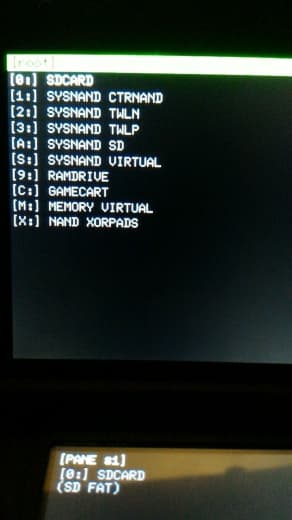 [root]
[0:] SDCARD
[1:] SYSNAND CTRNAND
[2:] SYSNAND TWLN
[3:] SYSNAND TWLP
[A:] SYSNAND SD
[S:] SYSNAND VIRTUAL
[9:] RAMDRIVE
[C:] GAMECART
[M:] MEMORY VIRTUAL
[X:] NAND XORPADS
[PANE #1]
[0:] SDCARD
(SD FAT)